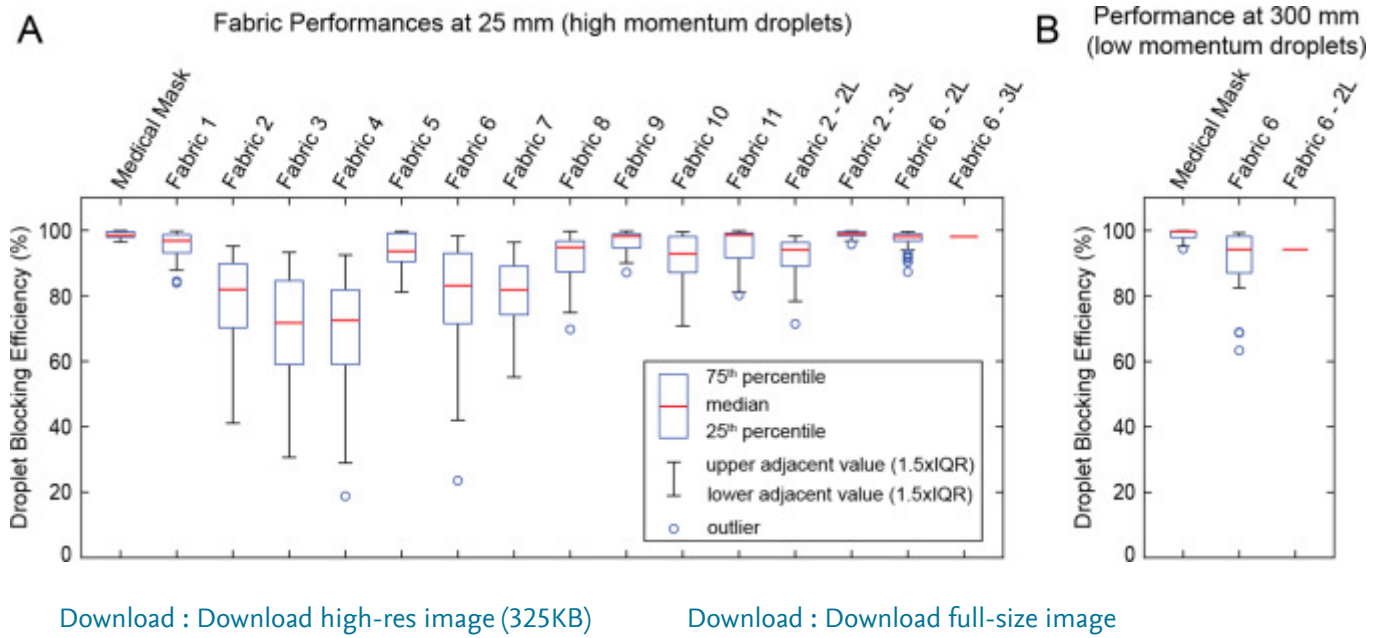 A
Fabric Performances at 25 mm (high momentum droplets)
Medical Mask
Fabric 1
Fabric 2
Fabric 3
Fabric 4
Fabric 5
Fabric 6
Fabric 7
Fabric 8
Fabric 9
Fabric 10
Fabric 11
Fabric 2 - 2L
Fabric 2 - 3L
Fabric 6 - 2L
Fabric 6 - 3L
Droplet Blocking Efficiency (%)
100
80
60
40
20
0
75th percentile
median
25th percentile
upper adjacent value (1.5xIQR)
lower adjacent value (1.5xIQR)
outlier
B
Performance at 300 mm
(low momentum droplets)
Medical Mask
Fabric 6
Fabric 6 - 2L
Droplet Blocking Efficiency (%)
100
80
60
40
20
0
Download : Download high-res image (325KB)
Download : Download full-size image